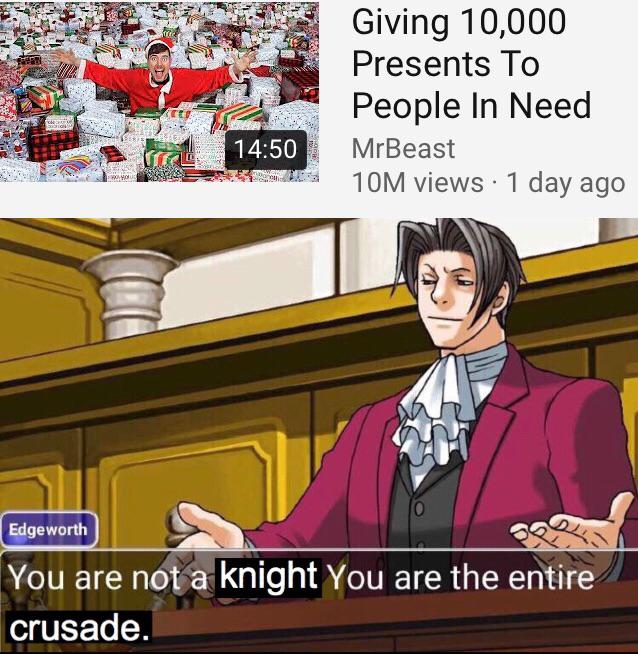 Giving 10,000
Presents To
People In Need
14:50
MrBeast
10M views · 1 day ago
Edgeworth
You are not a knight You are the entire
crusade.